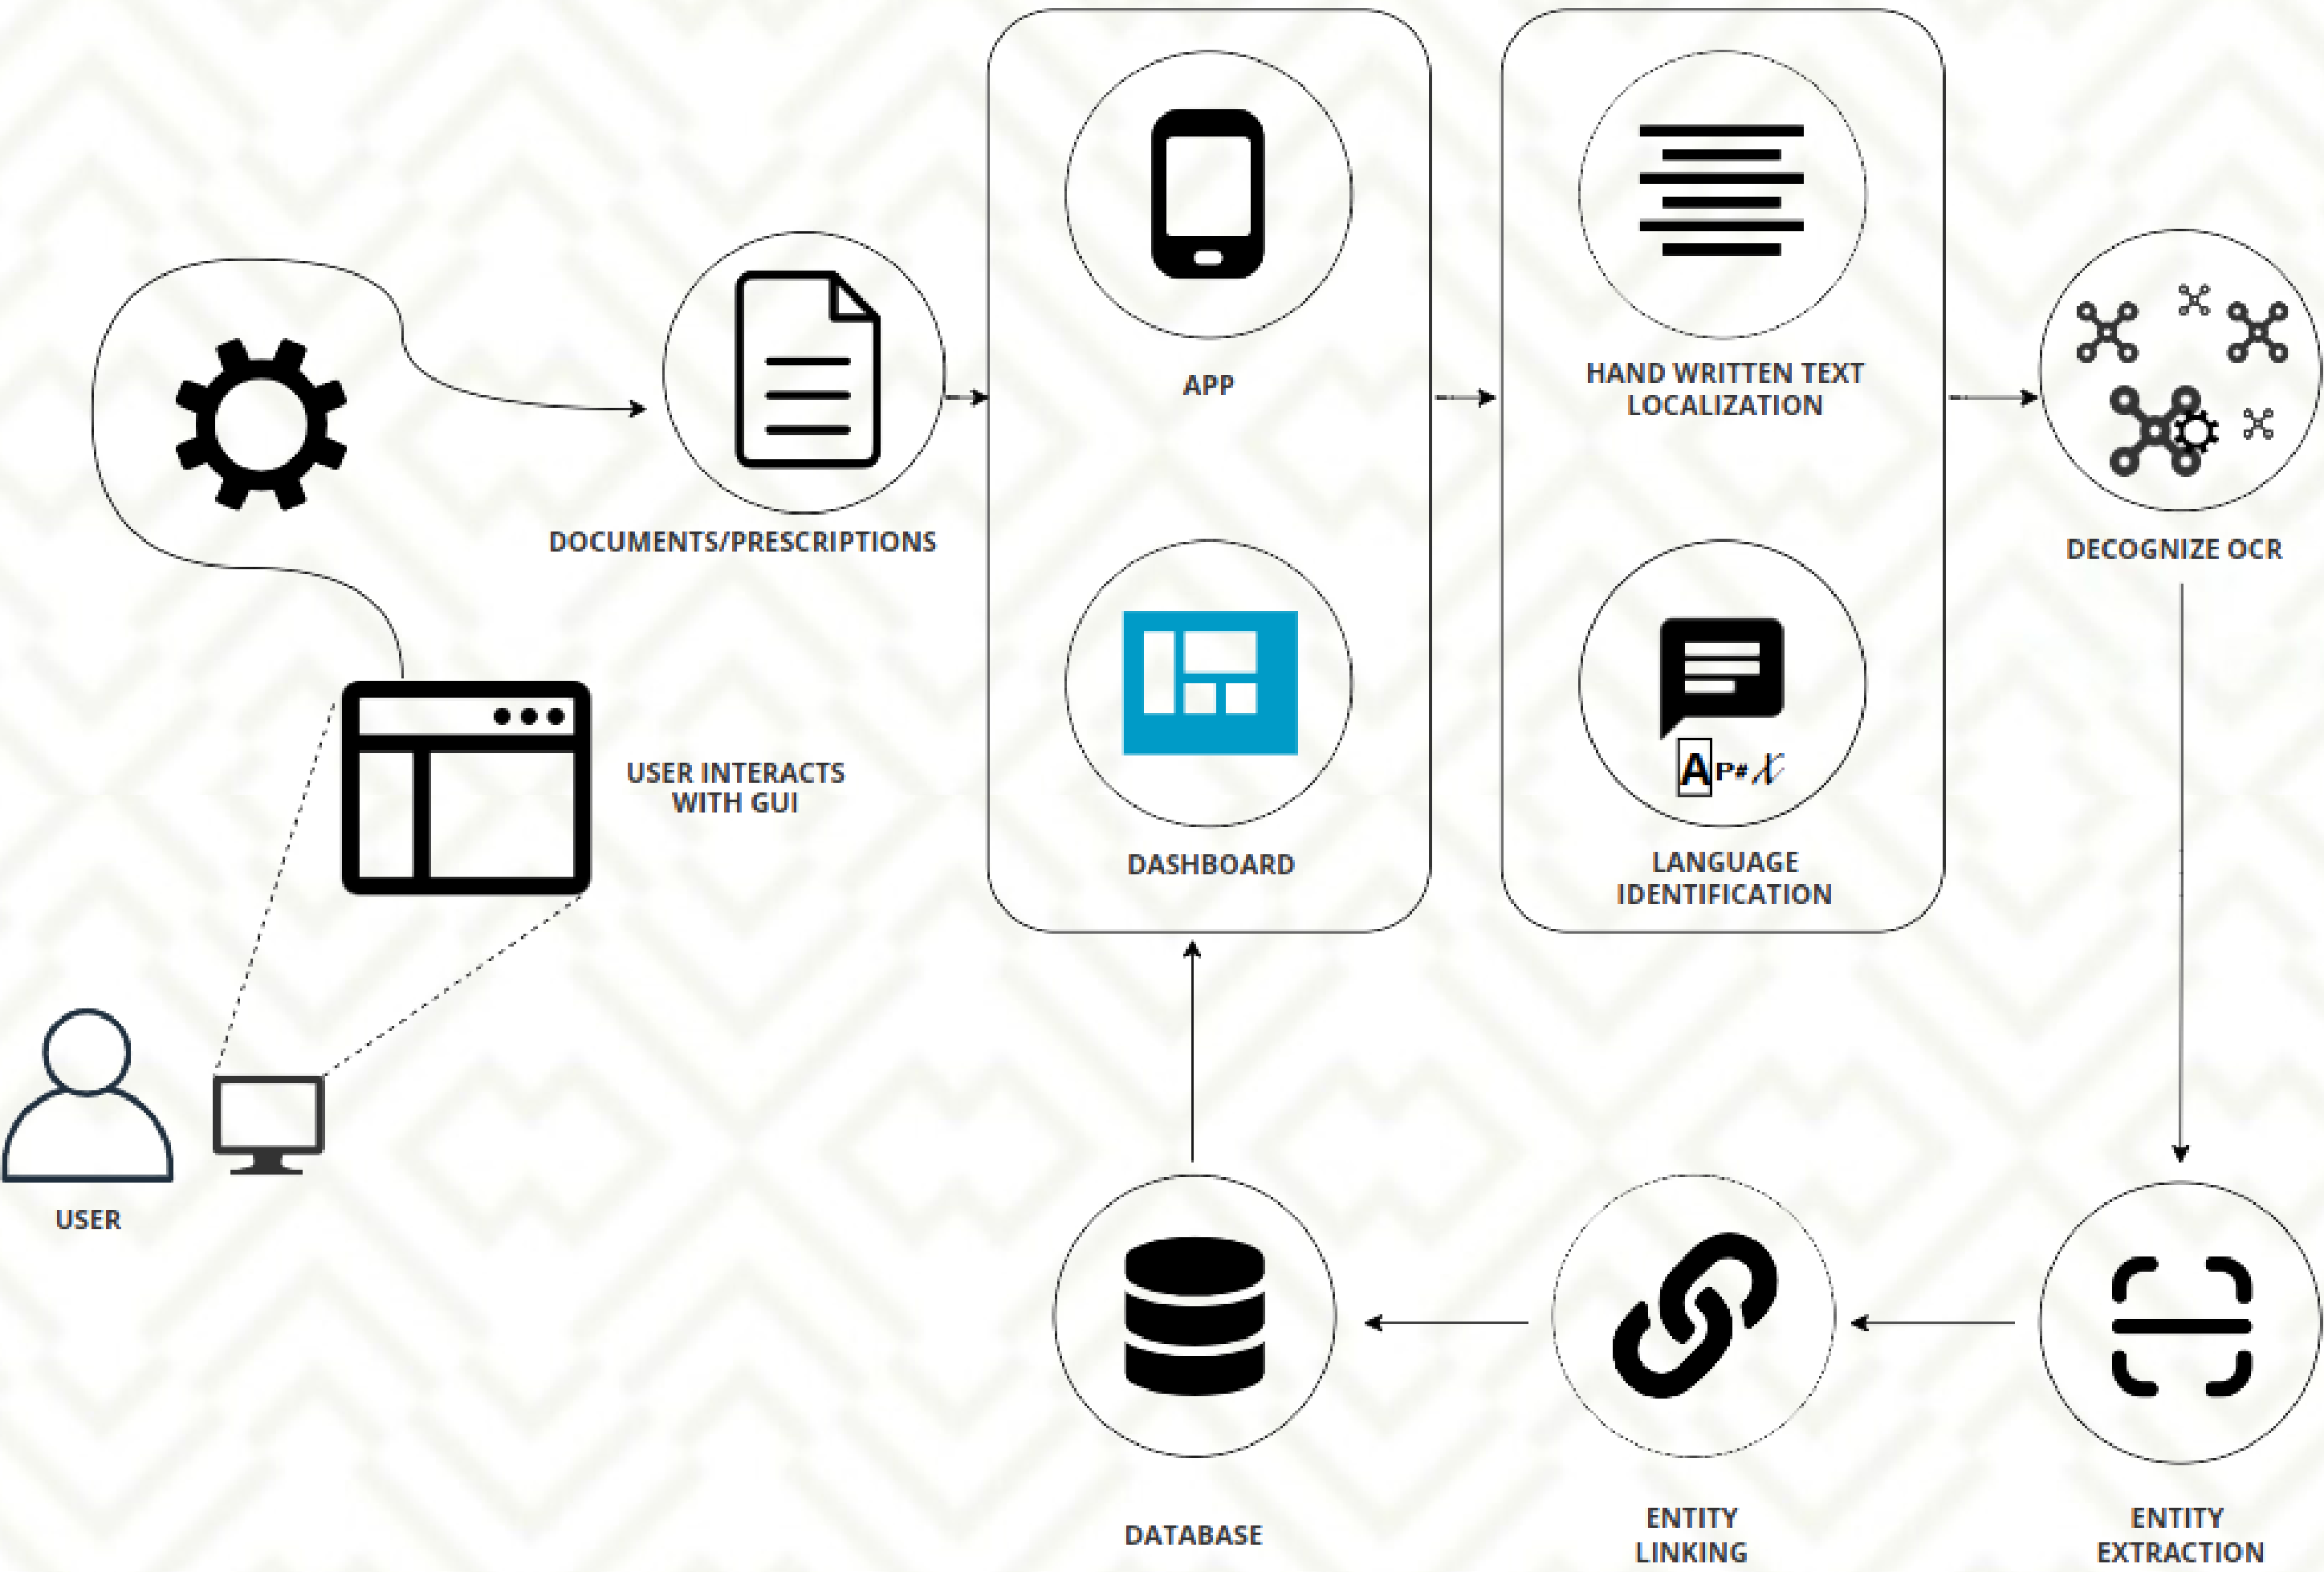 APP
HAND WRITTEN TEXT
LOCALIZATION
DOCUMENTS/PRESCRIPTIONS
DECOGNIZE OCR
USER INTERACTS
WITH GUI
A P# X
DASHBOARD
LANGUAGE
IDENTIFICATION
USER
DATABASE
ENTITY
LINKING
ENTITY
EXTRACTION